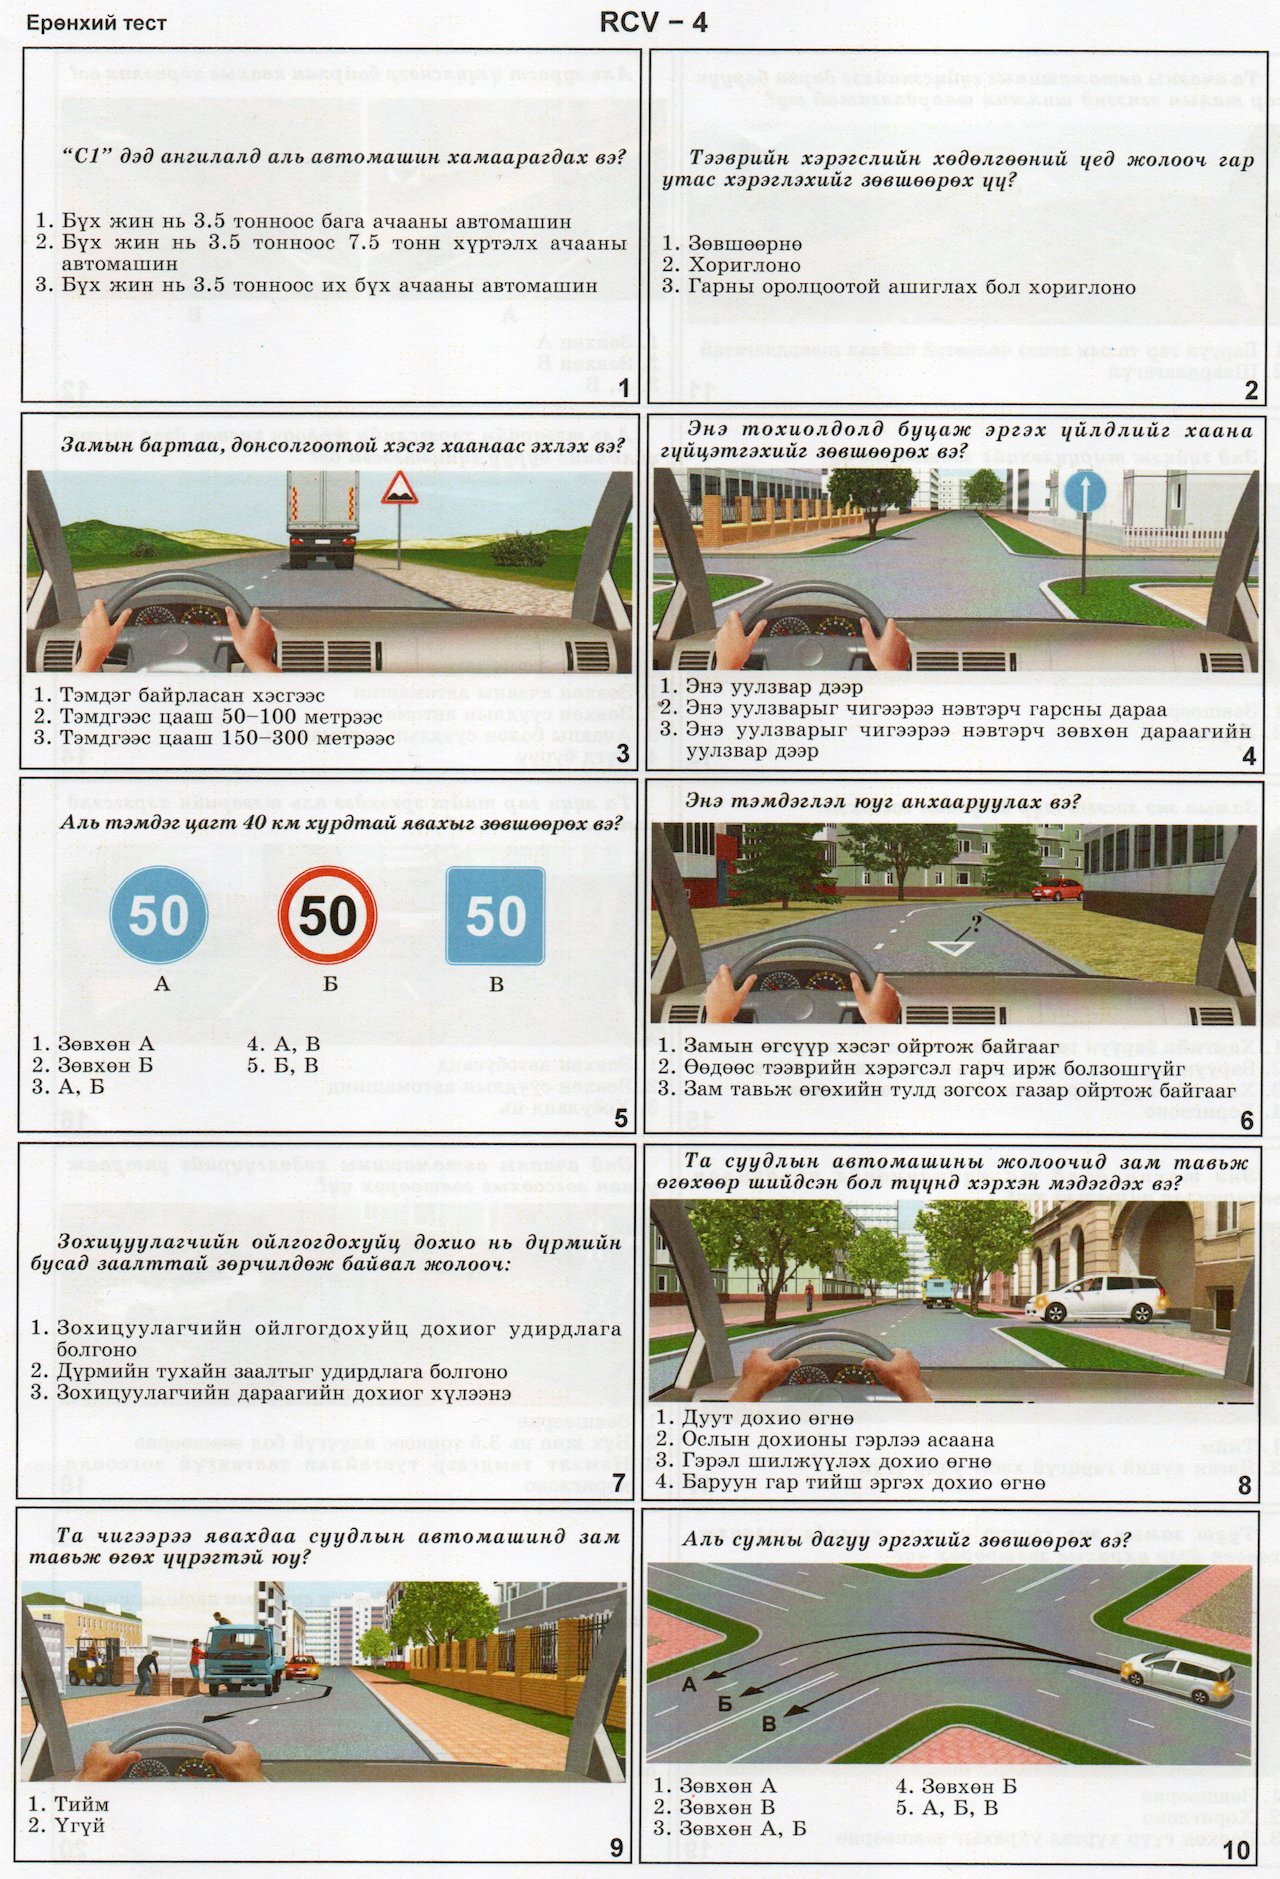 Ерөнхий тест
RCV – 4
“C1” дэд ангилалд аль автомашин хамаарагдах вэ?
1. Бүх жин нь 3.5 тонноос бага ачааны автомашин
2. Бүх жин нь 3.5 тонноос 7.5 тонн хүртэлх ачааны
автомашин
3. Бүх жин нь 3.5 тонноос их бүх ачааны автомашин
1
Тээврийн хэрэгслийн хөдөлгөөний үед жолооч гар
утас хэрэглэхийг зөвшөөрөх үү?
1. Зөвшөөрнө
2. Хориглоно
3. Гарны оролцоотой ашиглах бол хориглоно
2
Замын бартаа, донсолгоотой хэсэг хаанаас эхлэх вэ?
1. Тэмдэг байрласан хэсгээс
2. Тэмдгээс цааш 50–100 метрээс
3. Тэмдгээс цааш 150–300 метрээс
3
Энэ тохиолдолд буцаж эргэх үйлдлийг хаана
гүйцэтгэхийг зөвшөөрөх вэ?
1. Энэ уулзвар дээр
2. Энэ уулзварыг чигээрээ нэвтэрч гарсны дараа
3. Энэ уулзварыг чигээрээ нэвтэрч зөвхөн дараагийн
уулзвар дээр
4
Аль тэмдэг цагт 40 км хурдтай явахыг зөвшөөрөх вэ?
50 50 50
А Б В
1. Зөвхөн А 4. А, В
2. Зөвхөн Б 5. Б, В
3. А, Б
5
Энэ тэмдэглэл юуг анхааруулах вэ?
?
1. Замын өгсүүр хэсэг ойртож байгааг
2. Өөдөөс тээврийн хэрэгсэл гарч ирж болзошгүйг
3. Зам тавьж өгөхийн тулд зогсох газар ойртож байгааг
6
Зохицуулагчийн ойлгогдохуйц дохио нь дүрмийн
бусад заалттай зөрчилдөж байвал жолооч:
1. Зохицуулагчийн ойлгогдохуйц дохиог удирдлага
болгоно
2. Дүрмийн тухайн заалтыг удирдлага болгоно
3. Зохицуулагчийн дараагийн дохиог хүлээнэ
7
Та суудлын автомашины жолоочид зам тавьж
өгөхөөр шийдсэн бол түүнд хэрхэн мэдэгдэх вэ?
1. Дуут дохио өгнө
2. Ослын дохионы гэрлээ асаана
3. Гэрэл шилжүүлэх дохио өгнө
4. Баруун гар тийш эргэх дохио өгнө
8
Та чигээрээ явахдаа суудлын автомашинд зам
тавьж өгөх үүрэгтэй юу?
1. Тийм
2. Үгүй
9
Аль сумны дагуу эргэхийг зөвшөөрөх вэ?
А
Б
В
1. Зөвхөн А 4. Зөвхөн Б
2. Зөвхөн В 5. А, Б, В
3. Зөвхөн А, Б
10